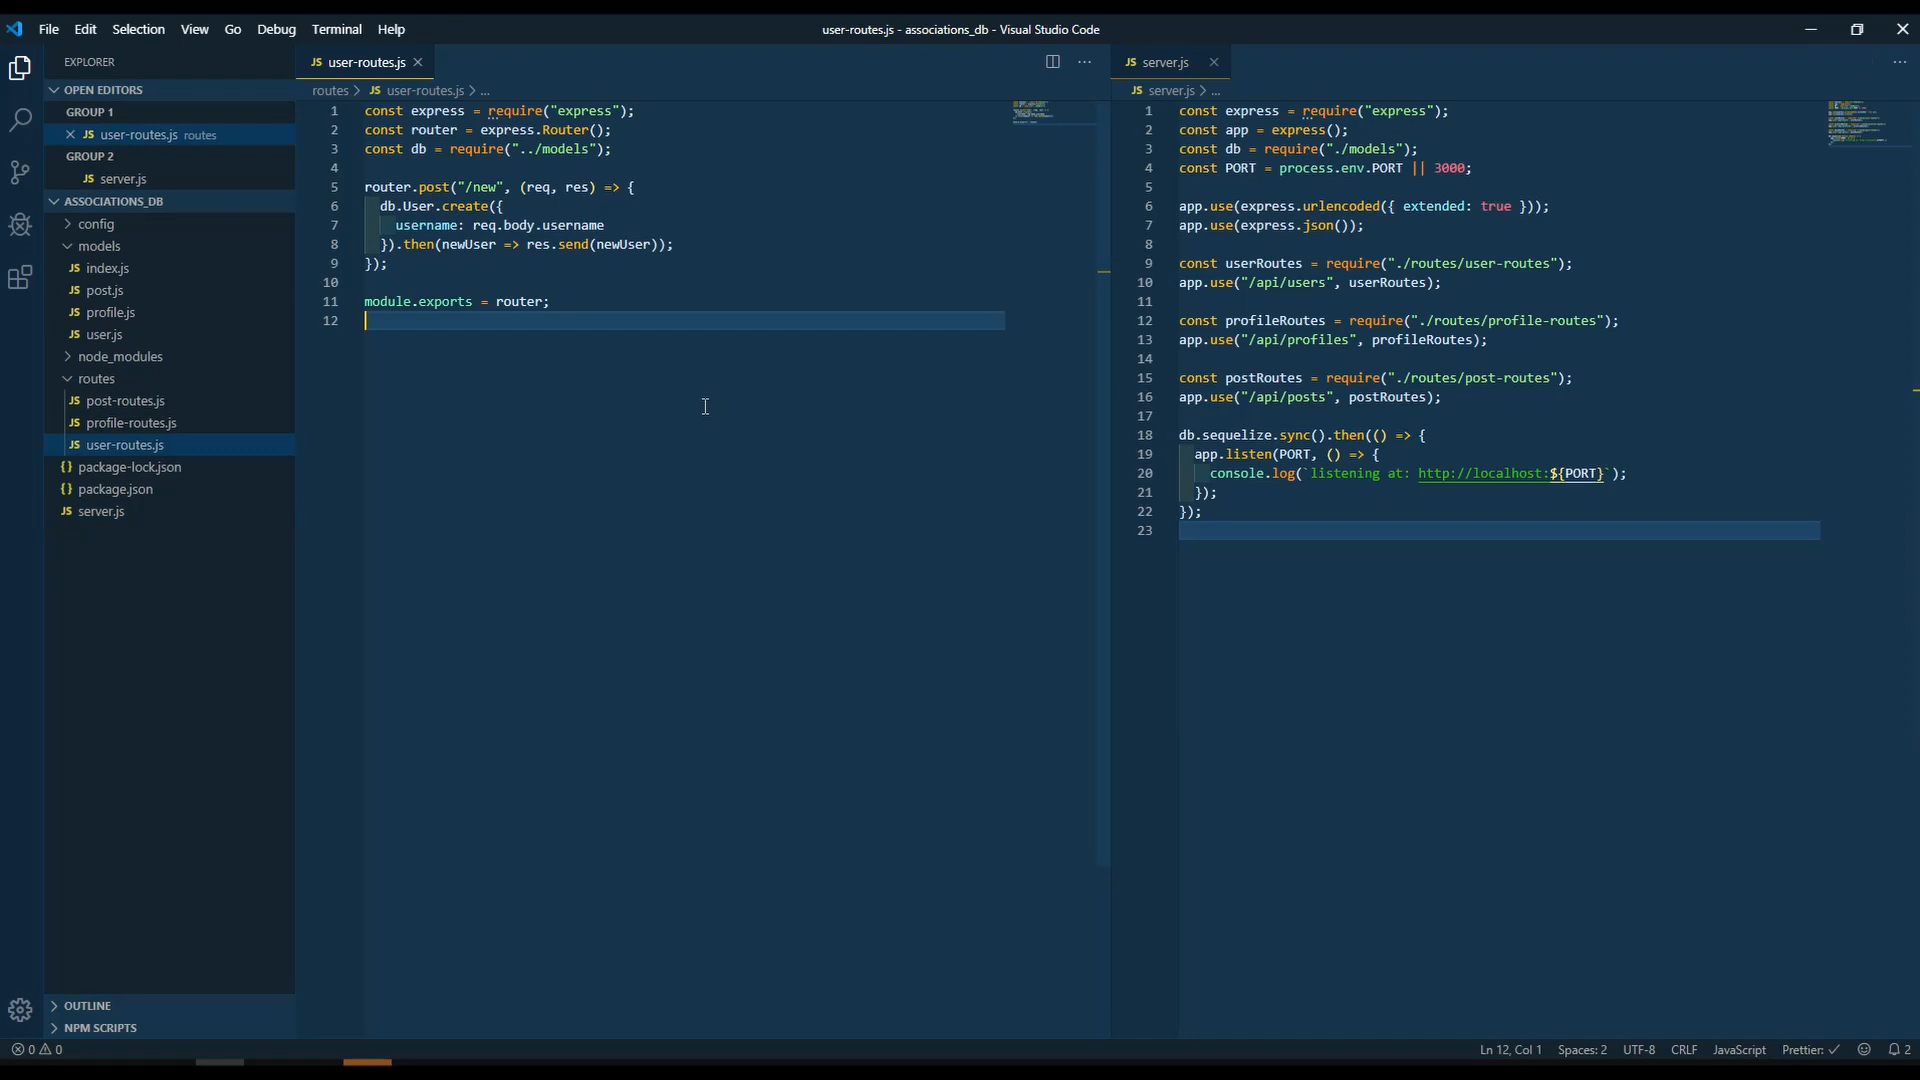 File Edit Selection View Go Debug Terminal Help
user-routes.js - associations_db - Visual Studio Code
EXPLORER
OPEN EDITORS
GROUP 1
JS user-routes.js routes
GROUP 2
JS server.js
ASSOCIATIONS_DB
config
models
JS index.js
JS post.js
JS profile.js
JS user.js
node_modules
routes
JS post-routes.js
JS profile-routes.js
JS user-routes.js
{} package-lock.json
{} package.json
JS server.js
OUTLINE
NPM SCRIPTS
JS user-routes.js
routes > JS user-routes.js > ...
1 const express = require("express");
2 const router = express.Router();
3 const db = require("../models");
4
5 router.post("/new", (req, res) => {
6 db.User.create({
7 username: req.body.username
8 }).then(newUser => res.send(newUser));
9 });
10
11 module.exports = router;
12
JS server.js
JS server.js > ...
1 const express = require("express");
2 const app = express();
3 const db = require("./models");
4 const PORT = process.env.PORT || 3000;
5
6 app.use(express.urlencoded({ extended: true }));
7 app.use(express.json());
8
9 const userRoutes = require("./routes/user-routes");
10 app.use("/api/users", userRoutes);
11
12 const profileRoutes = require("./routes/profile-routes");
13 app.use("/api/profiles", profileRoutes);
14
15 const postRoutes = require("./routes/post-routes");
16 app.use("/api/posts", postRoutes);
17
18 db.sequelize.sync().then(() => {
19 app.listen(PORT, () => {
20 console.log(`listening at: http://localhost:${PORT}`);
21 });
22 });
23
0 0
Ln 12, Col 1 Spaces: 2 UTF-8 CRLF JavaScript Prettier: ✓ 2